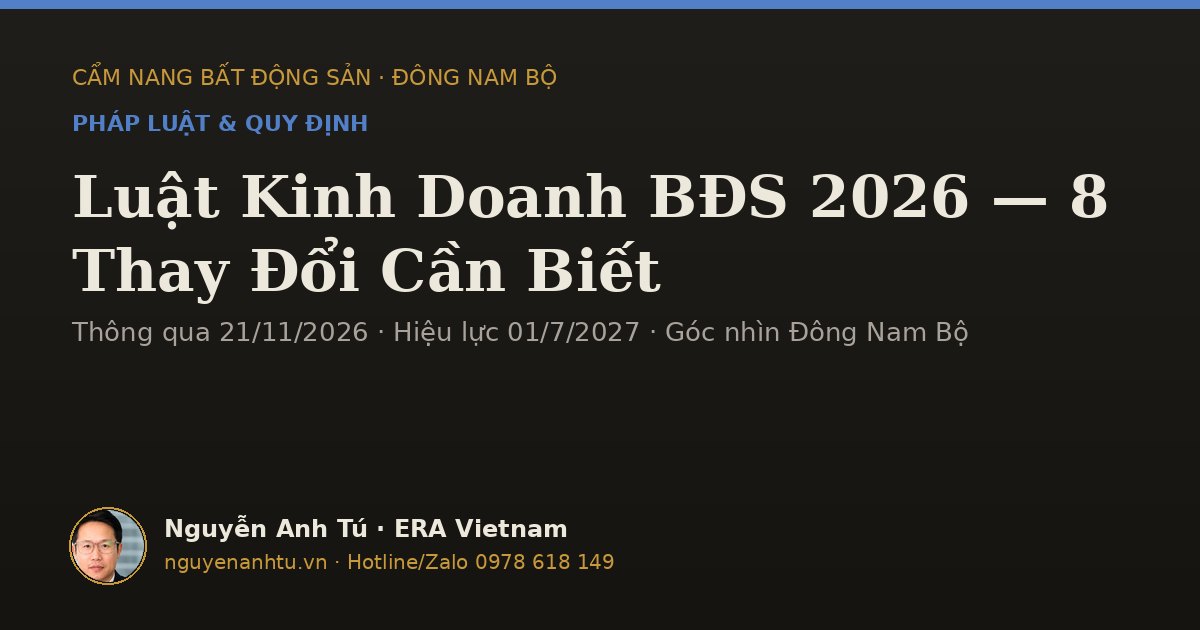 CẨM NANG BẤT ĐỘNG SẢN · ĐÔNG NAM BỘ
PHÁP LUẬT & QUY ĐỊNH
Luật Kinh Doanh BĐS 2026 — 8
Thay Đổi Cần Biết
Thông qua 21/11/2026 · Hiệu lực 01/7/2027 · Góc nhìn Đông Nam Bộ
Nguyễn Anh Tú · ERA Vietnam
nguyenanhtu.vn · Hotline/Zalo 0978 618 149